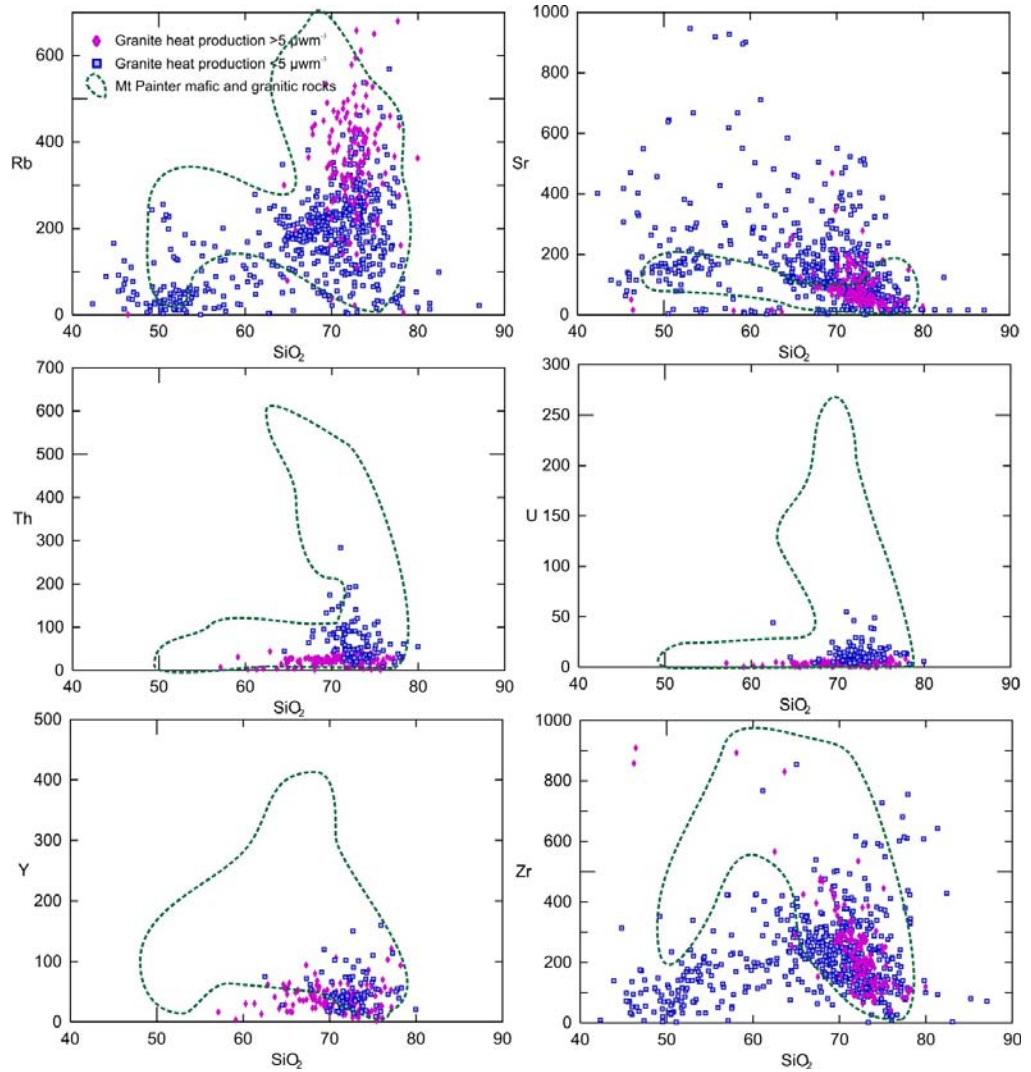 Granite heat production >5 μwm⁻³
Granite heat production <5 μwm⁻³
Mt Painter mafic and granitic rocks
600
400
Rb
200
0
40 50 60 70 80 90
SiO₂
1000
800
600
Sr
400
200
0
40 50 60 70 80 90
SiO₂
700
600
500
400
Th
300
200
100
0
40 50 60 70 80 90
SiO₂
300
250
200
U 150
100
50
0
40 50 60 70 80 90
SiO₂
500
400
300
Y
200
100
0
40 50 60 70 80 90
SiO₂
1000
800
600
Zr
400
200
0
40 50 60 70 80 90
SiO₂